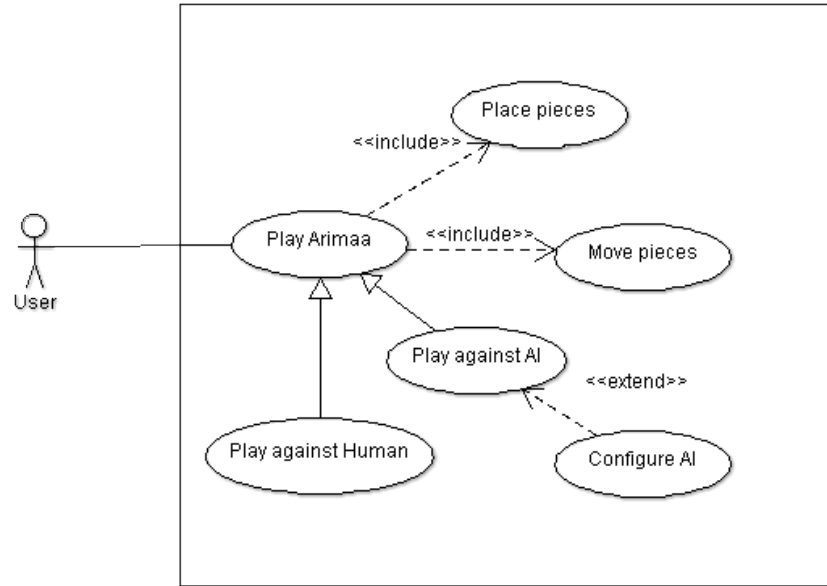 Place pieces
<<include>>
Play Arimaa
<<include>>
Move pieces
User
Play against AI
<<extend>>
Play against Human
Configure AI